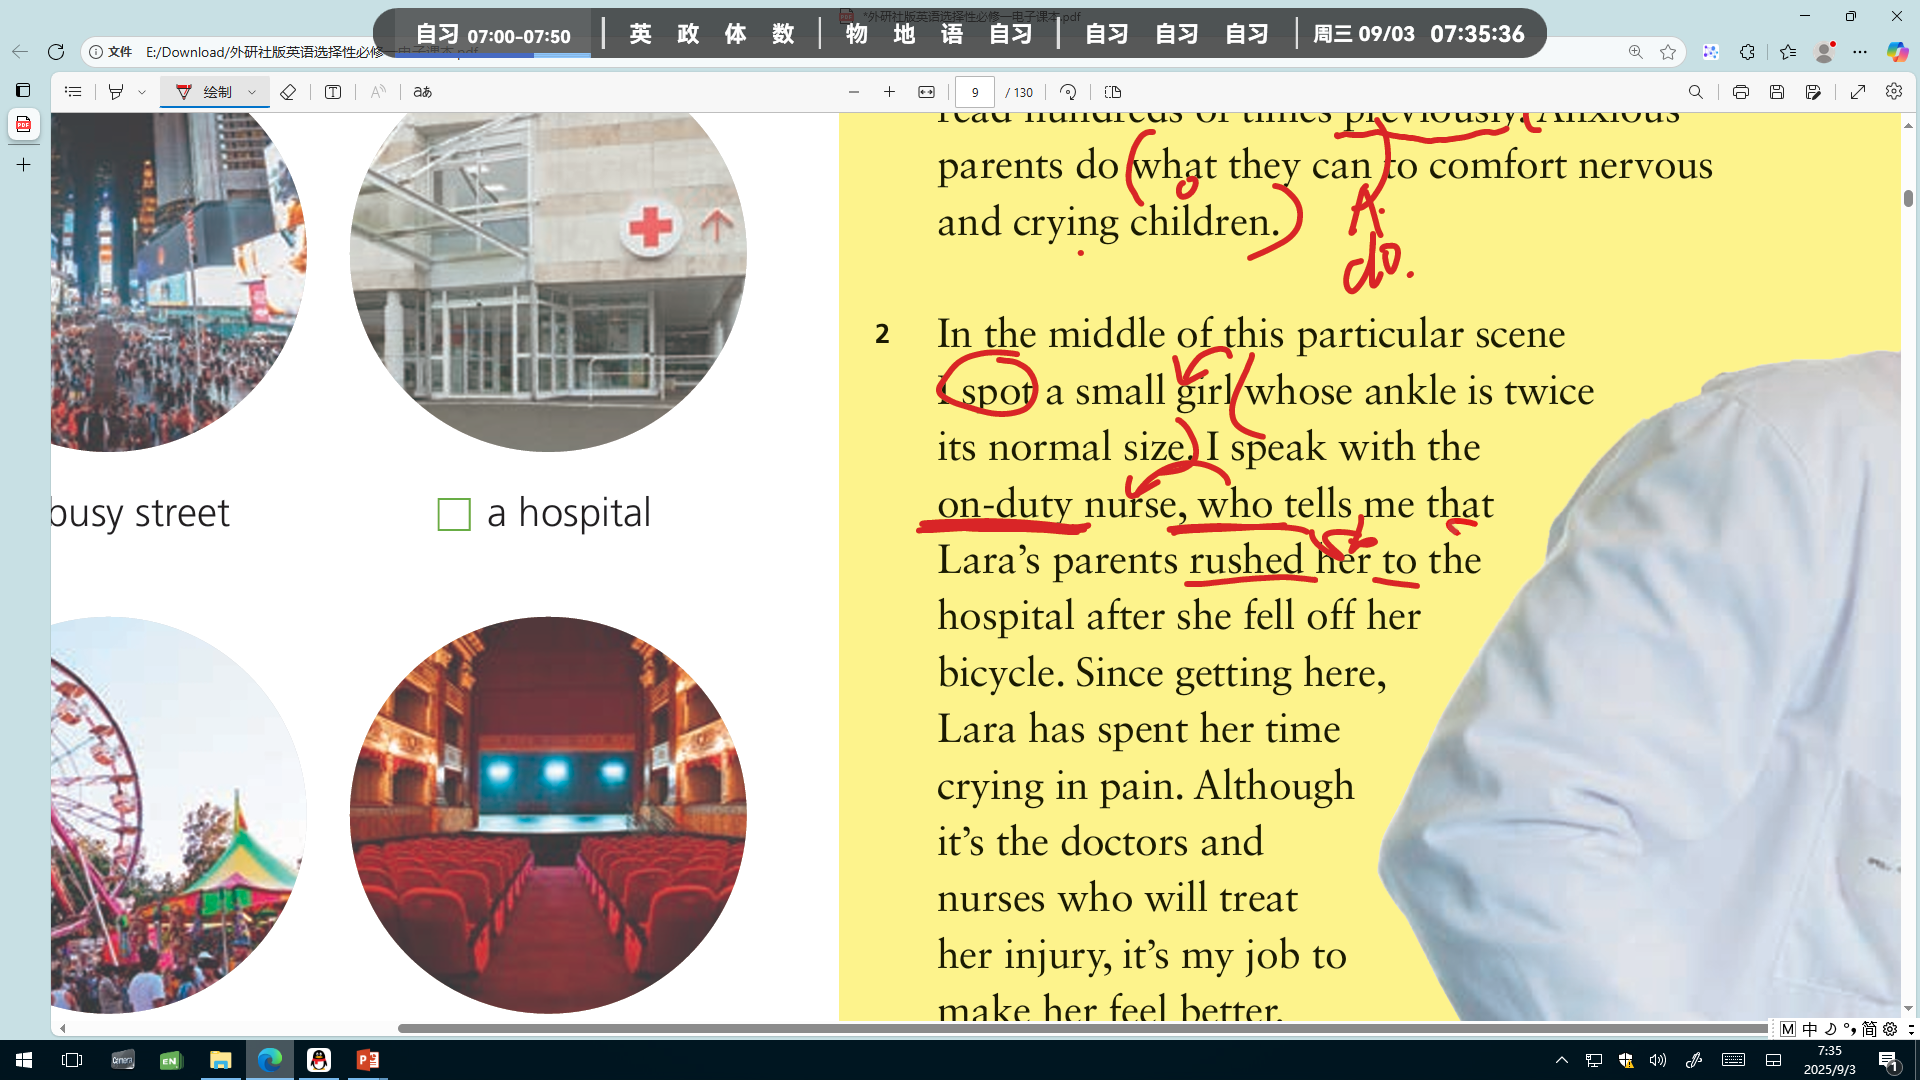 *外研社版英语选择性必修一电子课本.pdf
自习 07:00-07:50 | 英 政 体 数 | 物 地 语 自习 | 自习 自习 自习 | 周三 09/03 07:35:36
文件 E:/Download/外研社版英语选择性必修一电子课本.pdf
绘制 9 / 130
busy street
a hospital
read hundreds of times previously. Anxious
parents do what they can to comfort nervous
and crying children.
A.
do.
2 In the middle of this particular scene
I spot a small girl whose ankle is twice
its normal size. I speak with the
on-duty nurse, who tells me that
Lara's parents rushed her to the
hospital after she fell off her
bicycle. Since getting here,
Lara has spent her time
crying in pain. Although
it's the doctors and
nurses who will treat
her injury, it's my job to
make her feel better.
M 中 简
EN
7:35
2025/9/3
1